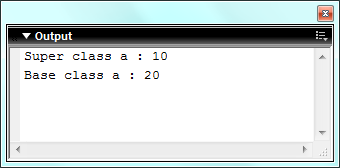 Output
Super class a : 10
Base class a : 20